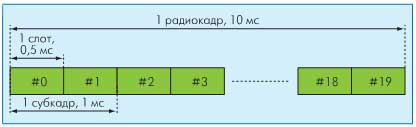 1 радиокадр, 10 мс
1 слот,
0,5 мс
#0 #1 #2 #3 #18 #19
1 субкадр, 1 мс